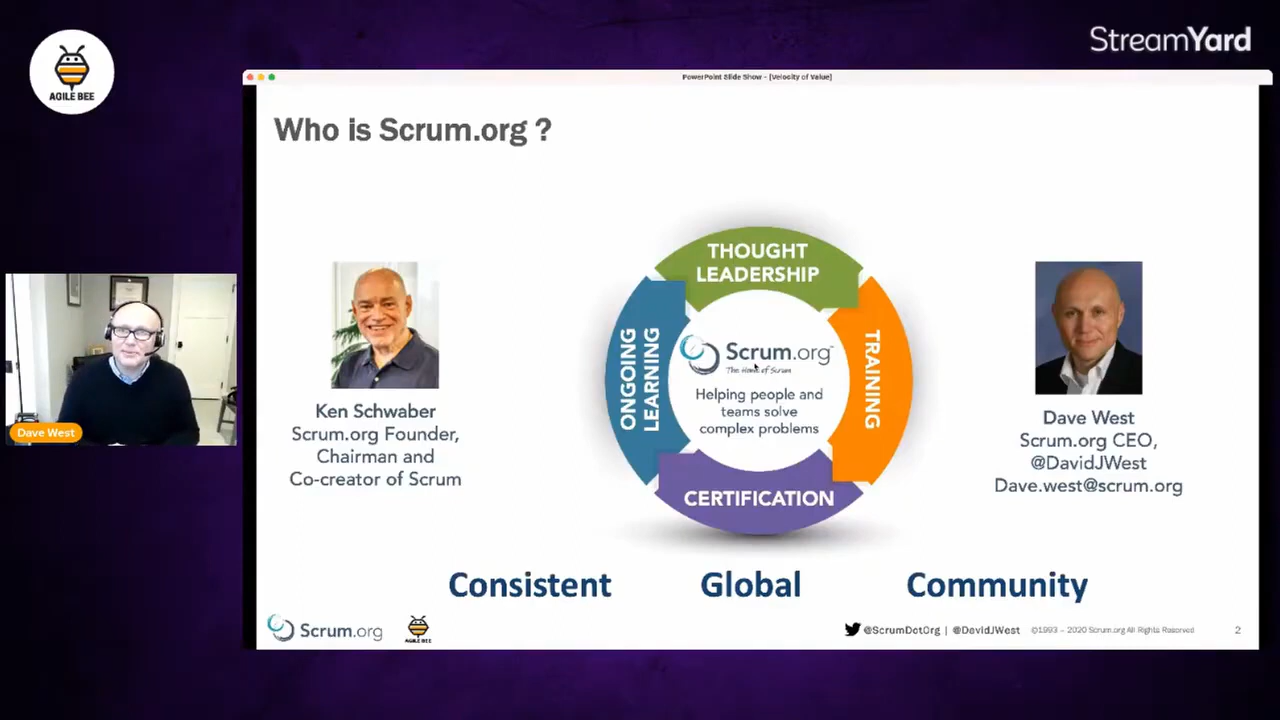 AGILE BEE
StreamYard
PowerPoint Slide Show - [Velocity of Value]
Who is Scrum.org ?
Dave West
Ken Schwaber
Scrum.org Founder,
Chairman and
Co-creator of Scrum
THOUGHT
LEADERSHIP
ONGOING
LEARNING
TRAINING
CERTIFICATION
Scrum.org™
The Home of Scrum
Helping people and
teams solve
complex problems
Dave West
Scrum.org CEO,
@DavidJWest
Dave.west@scrum.org
Consistent Global Community
Scrum.org
AGILE BEE
@ScrumDotOrg | @DavidJWest ©1993 – 2020 Scrum.org All Rights Reserved 2